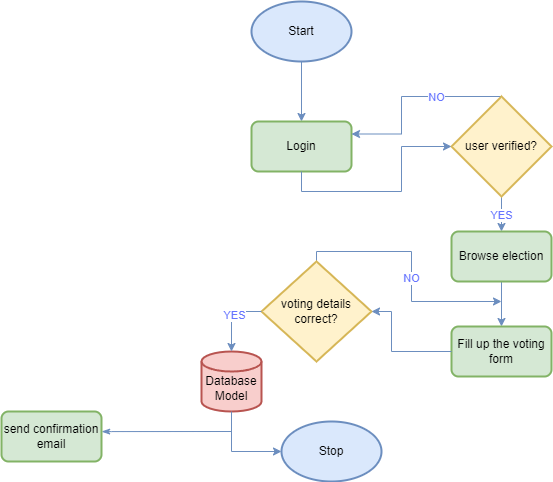 Start
NO
Login
user verified?
YES
Browse election
NO
voting details
correct?
YES
Fill up the voting
form
Database
Model
send confirmation
email
Stop